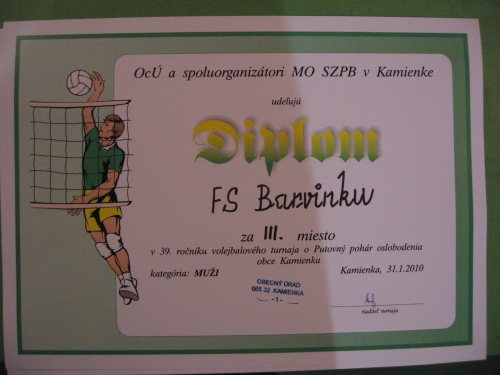 OcÚ a spoluorganizátori MO SZPB v Kamienke
udeľujú
Diplom
FS Barvinku
za III. miesto
v 39. ročníku volejbalového turnaja o Putovný pohár oslobodenia
obce Kamienka
kategória: MUŽI
Kamienka, 31.1.2010
OBECNÝ ÚRAD
065 32 KAMIENKA
- 1 -
riaditeľ turnaja